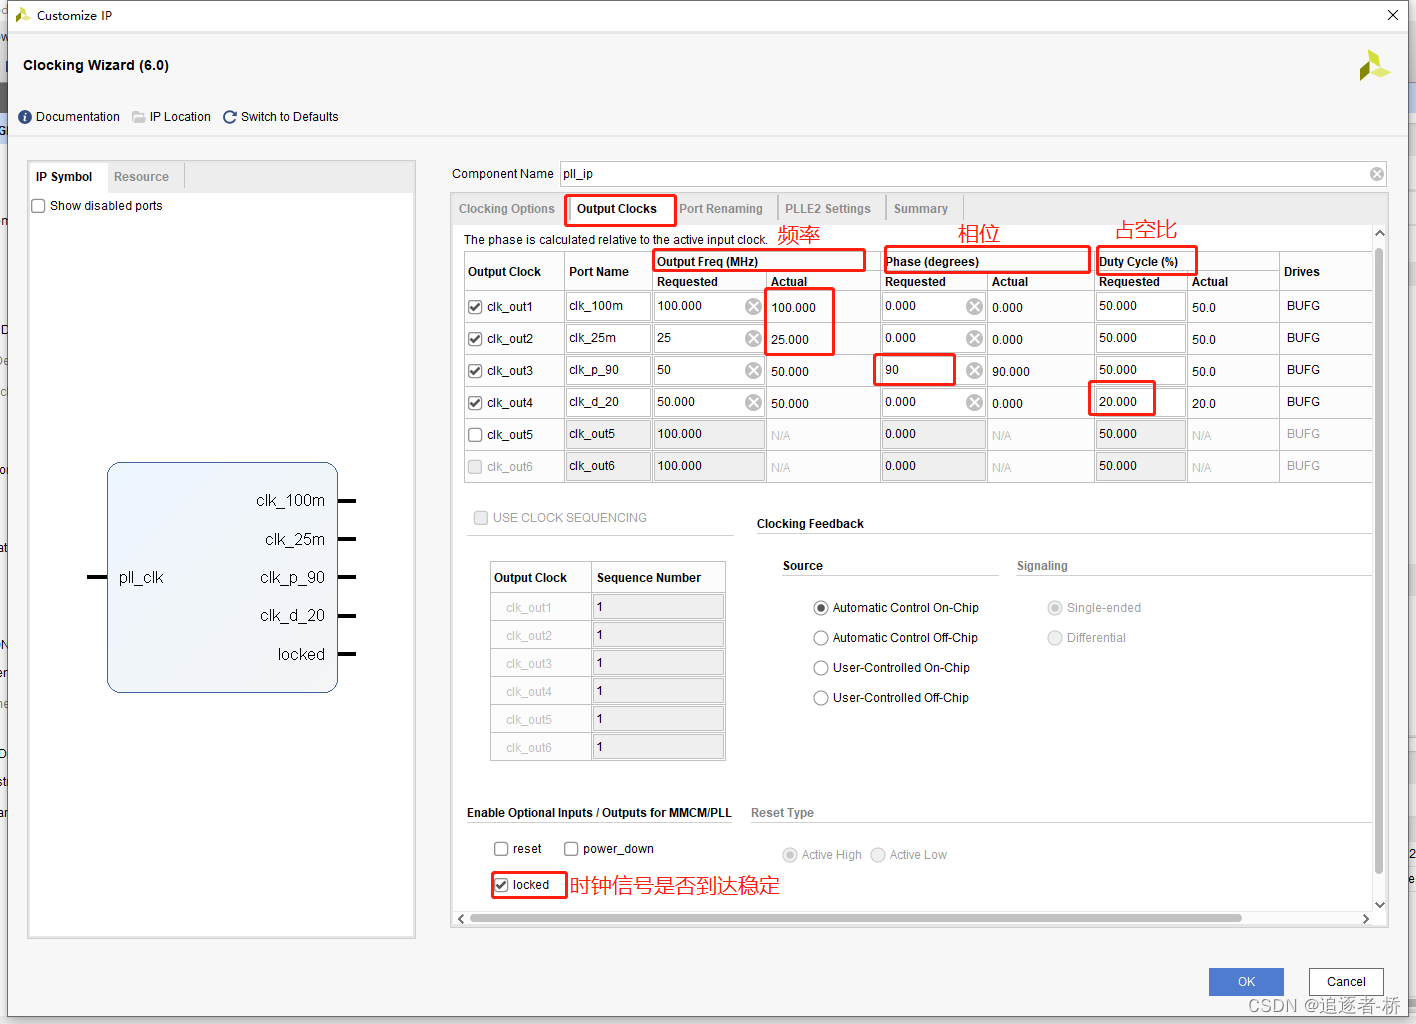 Customize IP
Clocking Wizard (6.0)
Documentation IP Location Switch to Defaults
IP Symbol Resource
Show disabled ports
clk_100m
clk_25m
pll_clk clk_p_90
clk_d_20
locked
Component Name pll_ip
Clocking Options Output Clocks Port Renaming PLLE2 Settings Summary
The phase is calculated relative to the active input clock.
频率 相位 占空比
Output Clock Port Name Output Freq (MHz) Phase (degrees) Duty Cycle (%) Drives
Requested Actual Requested Actual Requested Actual
clk_out1 clk_100m 100.000 100.000 0.000 0.000 50.000 50.0 BUFG
clk_out2 clk_25m 25 25.000 0.000 0.000 50.000 50.0 BUFG
clk_out3 clk_p_90 50 50.000 90 90.000 50.000 50.0 BUFG
clk_out4 clk_d_20 50.000 50.000 0.000 0.000 20.000 20.0 BUFG
clk_out5 clk_out5 100.000 N/A 0.000 N/A 50.000 N/A BUFG
clk_out6 clk_out6 100.000 N/A 0.000 N/A 50.000 N/A BUFG
USE CLOCK SEQUENCING
Output Clock Sequence Number
clk_out1 1
clk_out2 1
clk_out3 1
clk_out4 1
clk_out5 1
clk_out6 1
Clocking Feedback
Source Signaling
Automatic Control On-Chip Single-ended
Automatic Control Off-Chip Differential
User-Controlled On-Chip
User-Controlled Off-Chip
Enable Optional Inputs / Outputs for MMCM/PLL Reset Type
reset power_down Active High Active Low
locked 时钟信号是否到达稳定
OK Cancel
CSDN @追逐者-桥